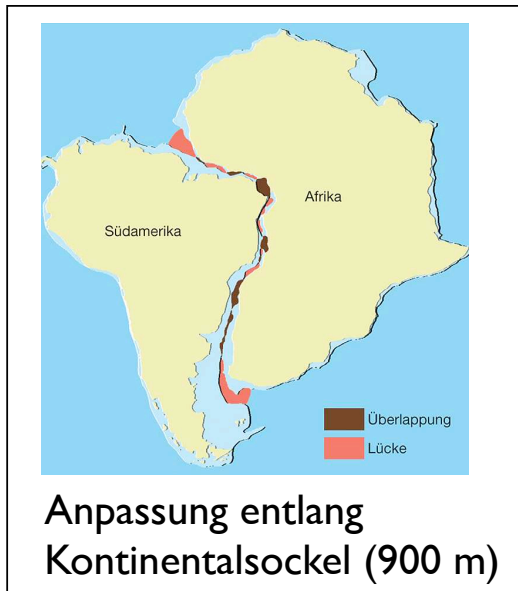 Südamerika
Afrika
Überlappung
Lücke
Anpassung entlang
Kontinentalsockel (900 m)